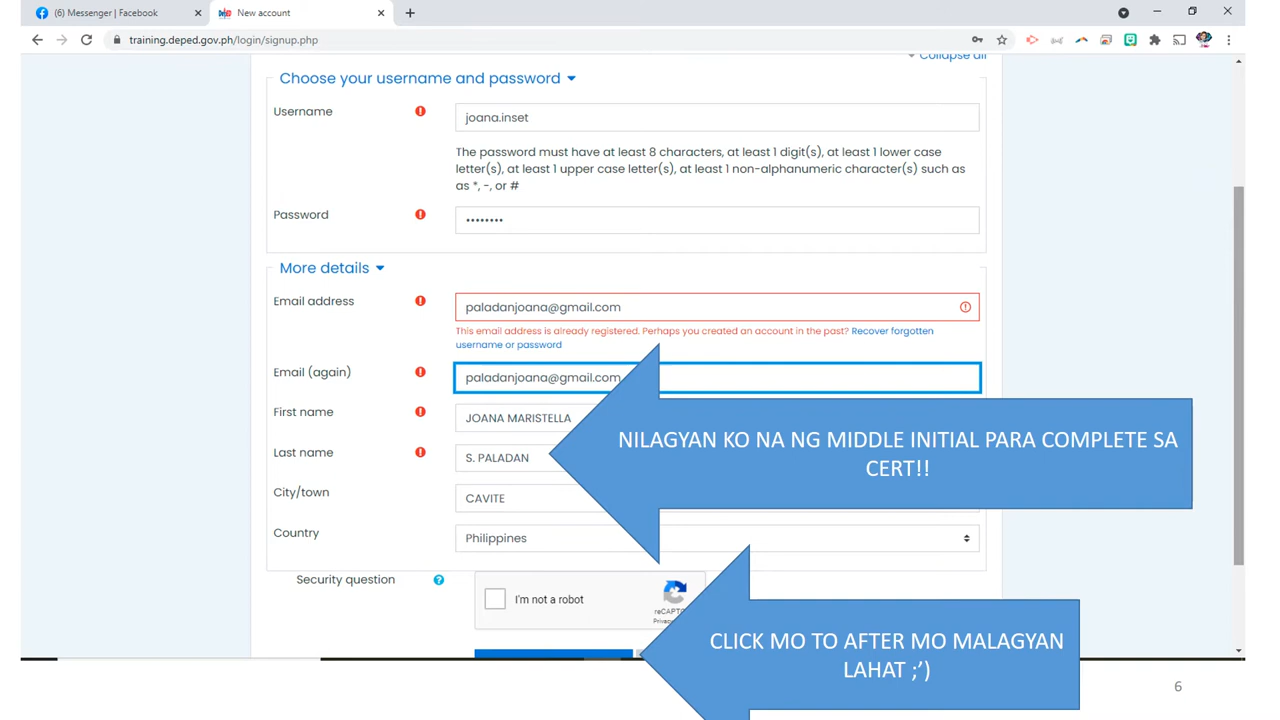 (6) Messenger | Facebook
New account
training.deped.gov.ph/login/signup.php
Collapse all
Choose your username and password
Username
joana.inset
The password must have at least 8 characters, at least 1 digit(s), at least 1 lower case
letter(s), at least 1 upper case letter(s), at least 1 non-alphanumeric character(s) such as
as *, -, or #
Password
••••••••
More details
Email address
paladanjoana@gmail.com
This email address is already registered. Perhaps you created an account in the past? Recover forgotten
username or password
Email (again)
paladanjoana@gmail.com
First name
JOANA MARISTELLA
Last name
S. PALADAN
NILAGYAN KO NA NG MIDDLE INITIAL PARA COMPLETE SA
CERT!!
City/town
CAVITE
Country
Philippines
Security question
I'm not a robot
CLICK MO TO AFTER MO MALAGYAN
LAHAT ;’)
6